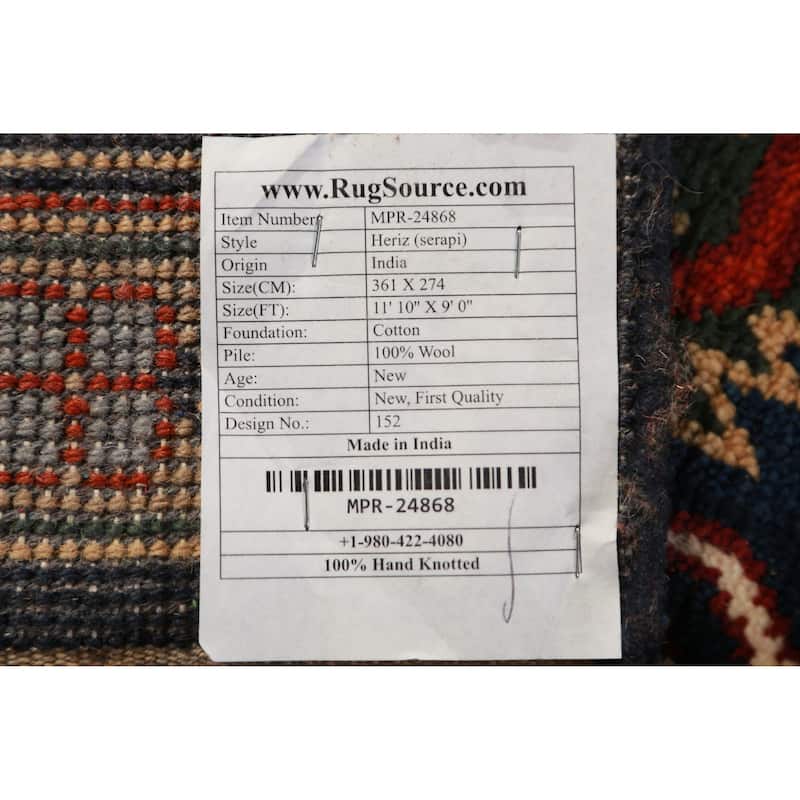 www.RugSource.com
Item Number: MPR-24868
Style Heriz (serapi)
Origin India
Size(CM): 361 X 274
Size(FT): 11' 10" X 9' 0"
Foundation: Cotton
Pile: 100% Wool
Age: New
Condition: New, First Quality
Design No.: 152
Made in India
MPR-24868
+1-980-422-4080
100% Hand Knotted